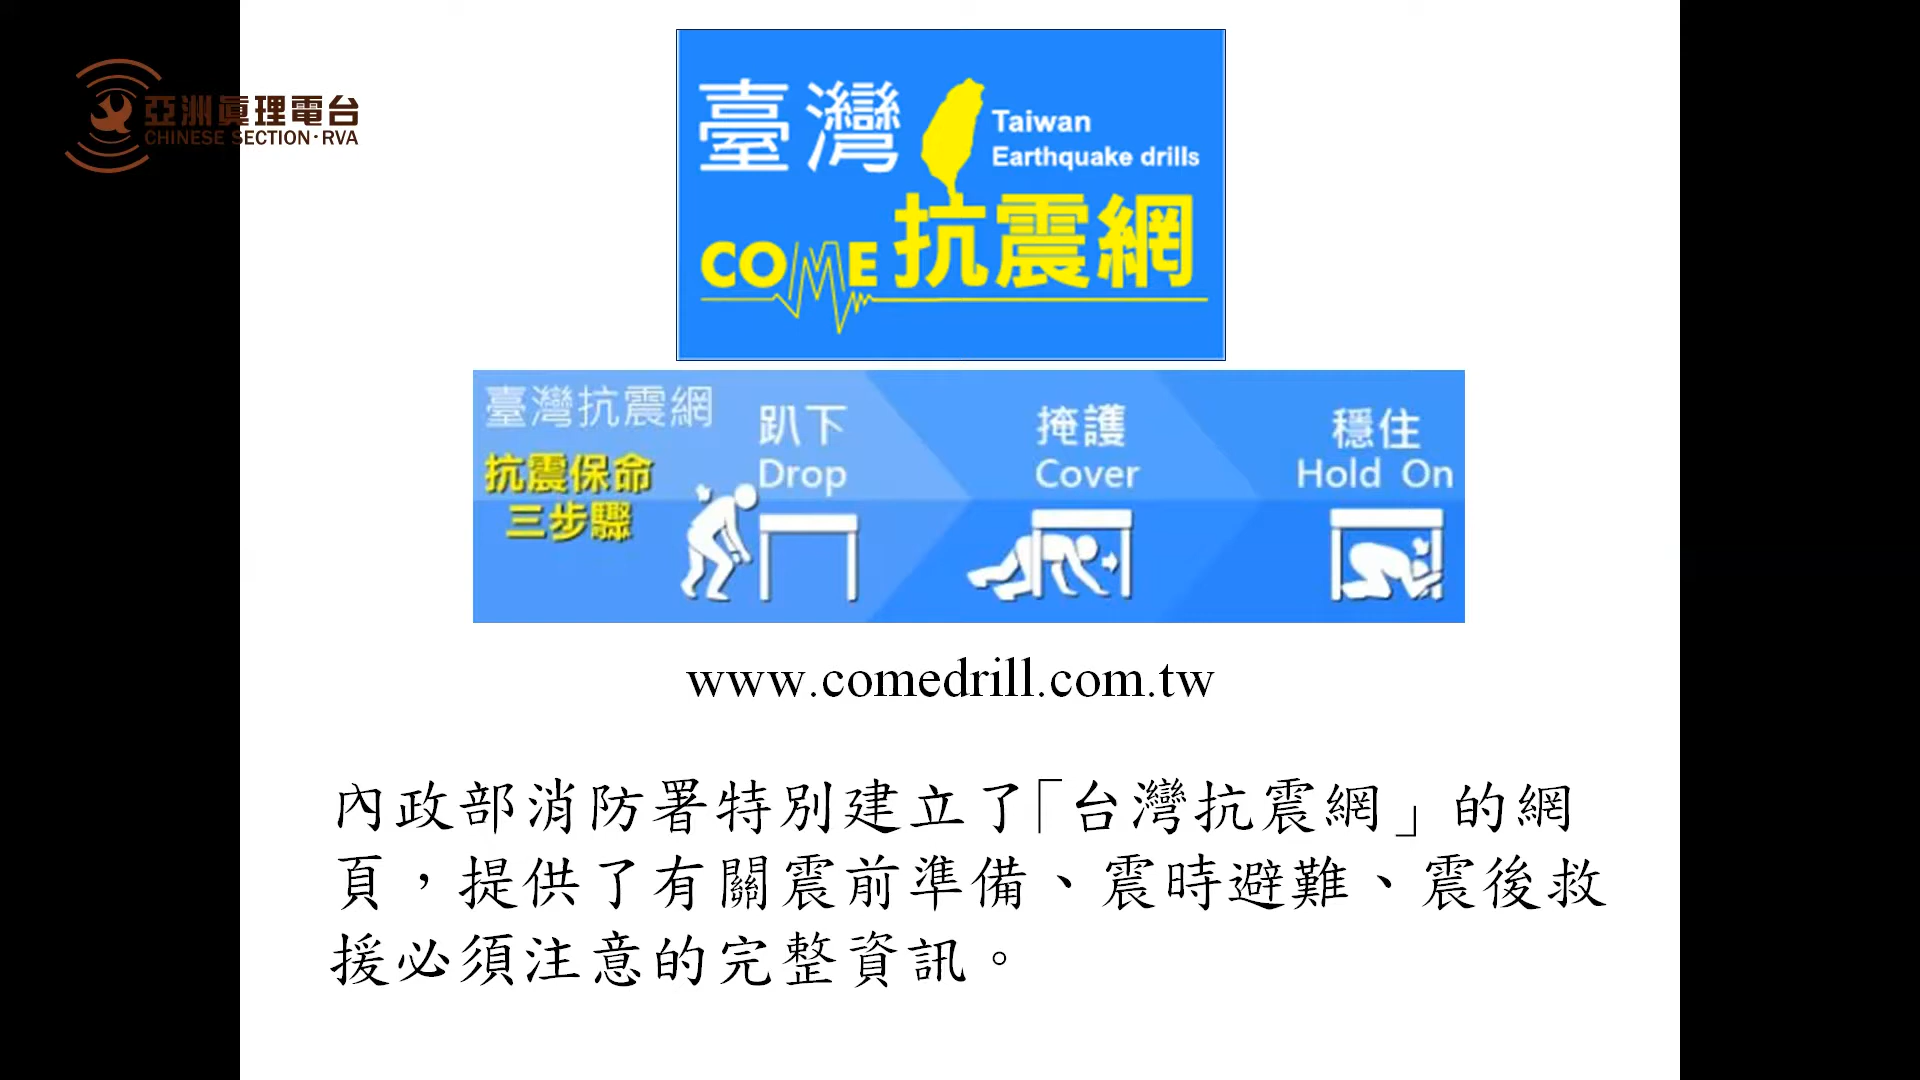 亞洲眞理電台
CHINESE SECTION·RVA
臺灣
Taiwan
Earthquake drills
COME抗震網
臺灣抗震網
抗震保命
三步驟
趴下
Drop
掩護
Cover
穩住
Hold On
www.comedrill.com.tw
內政部消防署特別建立了「台灣抗震網」的網
頁，提供了有關震前準備、震時避難、震後救
援必須注意的完整資訊。